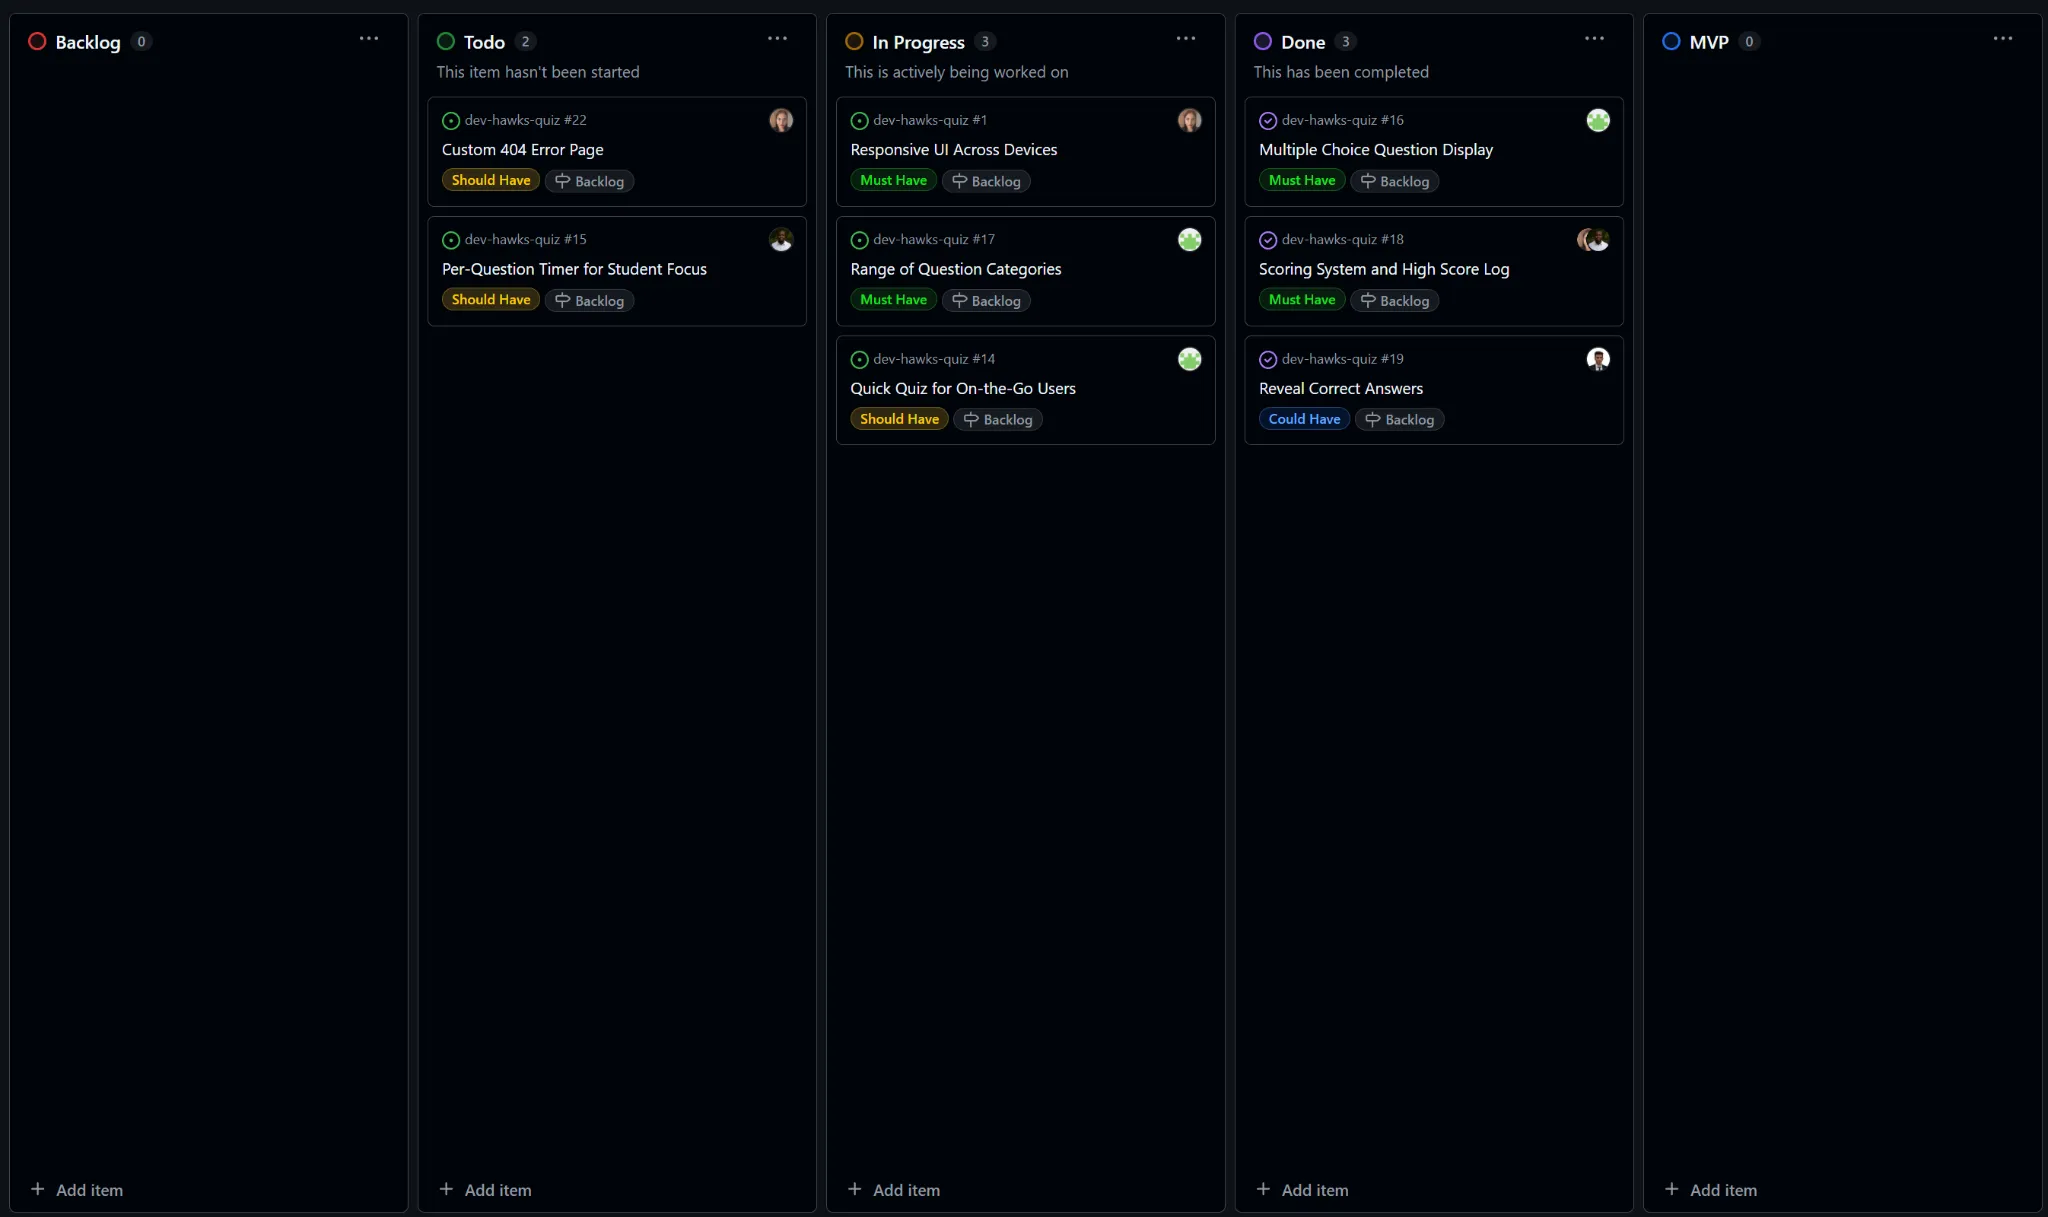 Backlog 0
Todo 2
This item hasn't been started
dev-hawks-quiz #22
Custom 404 Error Page
Should Have Backlog
dev-hawks-quiz #15
Per-Question Timer for Student Focus
Should Have Backlog
In Progress 3
This is actively being worked on
dev-hawks-quiz #1
Responsive UI Across Devices
Must Have Backlog
dev-hawks-quiz #17
Range of Question Categories
Must Have Backlog
dev-hawks-quiz #14
Quick Quiz for On-the-Go Users
Should Have Backlog
Done 3
This has been completed
dev-hawks-quiz #16
Multiple Choice Question Display
Must Have Backlog
dev-hawks-quiz #18
Scoring System and High Score Log
Must Have Backlog
dev-hawks-quiz #19
Reveal Correct Answers
Could Have Backlog
MVP 0
+ Add item
+ Add item
+ Add item
+ Add item
+ Add item